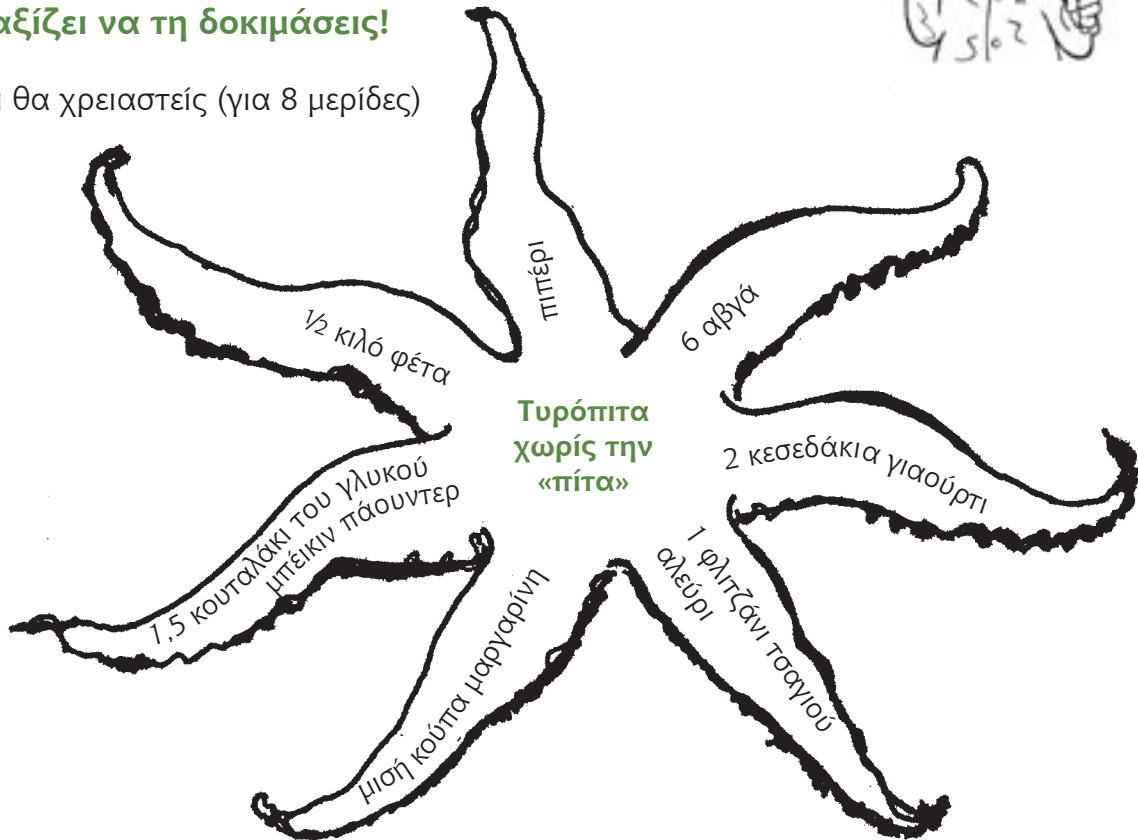 αξίζει να τη δοκιμάσεις!
θα χρειαστείς (για 8 μερίδες)
πιπέρι
6 αβγά
½ κιλό φέτα
Τυρόπιτα
χωρίς την
«πίτα»
2 κεσεδάκια γιαούρτι
1,5 κουταλάκι του γλυκού
μπέικιν πάουντερ
1 φλιτζάνι τσαγιού
αλεύρι
μισή κούπα μαργαρίνη